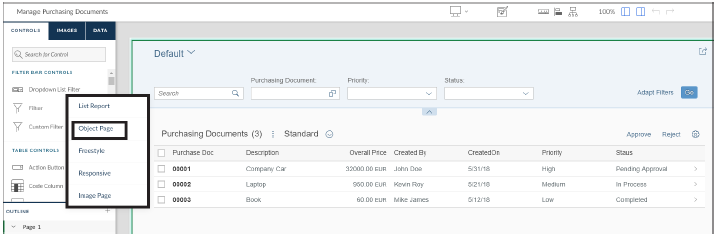 Manage Purchasing Documents
100%
CONTROLS IMAGES DATA
Search for Control
FILTER BAR CONTROLS
Dropdown List Filter
Filter
Custom Filter
TABLE CONTROLS
Action Button
Code Column
OUTLINE +
Page 1
List Report
Object Page
Freestyle
Responsive
Image Page
Default
Purchasing Document: Priority: Status:
Search
Adapt Filters Go
Purchasing Documents (3) Standard Approve Reject
Purchase Doc Description Overall Price Created By CreatedOn Priority Staus
00001 Company Car 32000.00 EUR John Doe 5/31/18 High Pending Approval
00002 Laptop 950.00 EUR Kevin Roy 5/21/18 Medium In Process
00003 Book 60.00 EUR Mike James 5/12/18 Low Completed